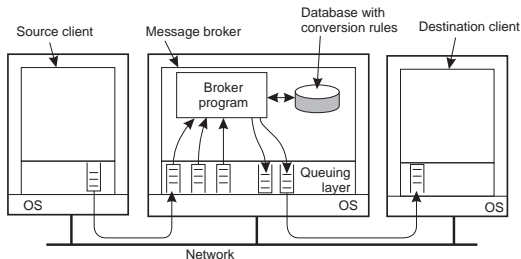 Source client
Message broker
Database with
conversion rules
Destination client
Broker
program
Queuing
layer
OS
OS
OS
Network